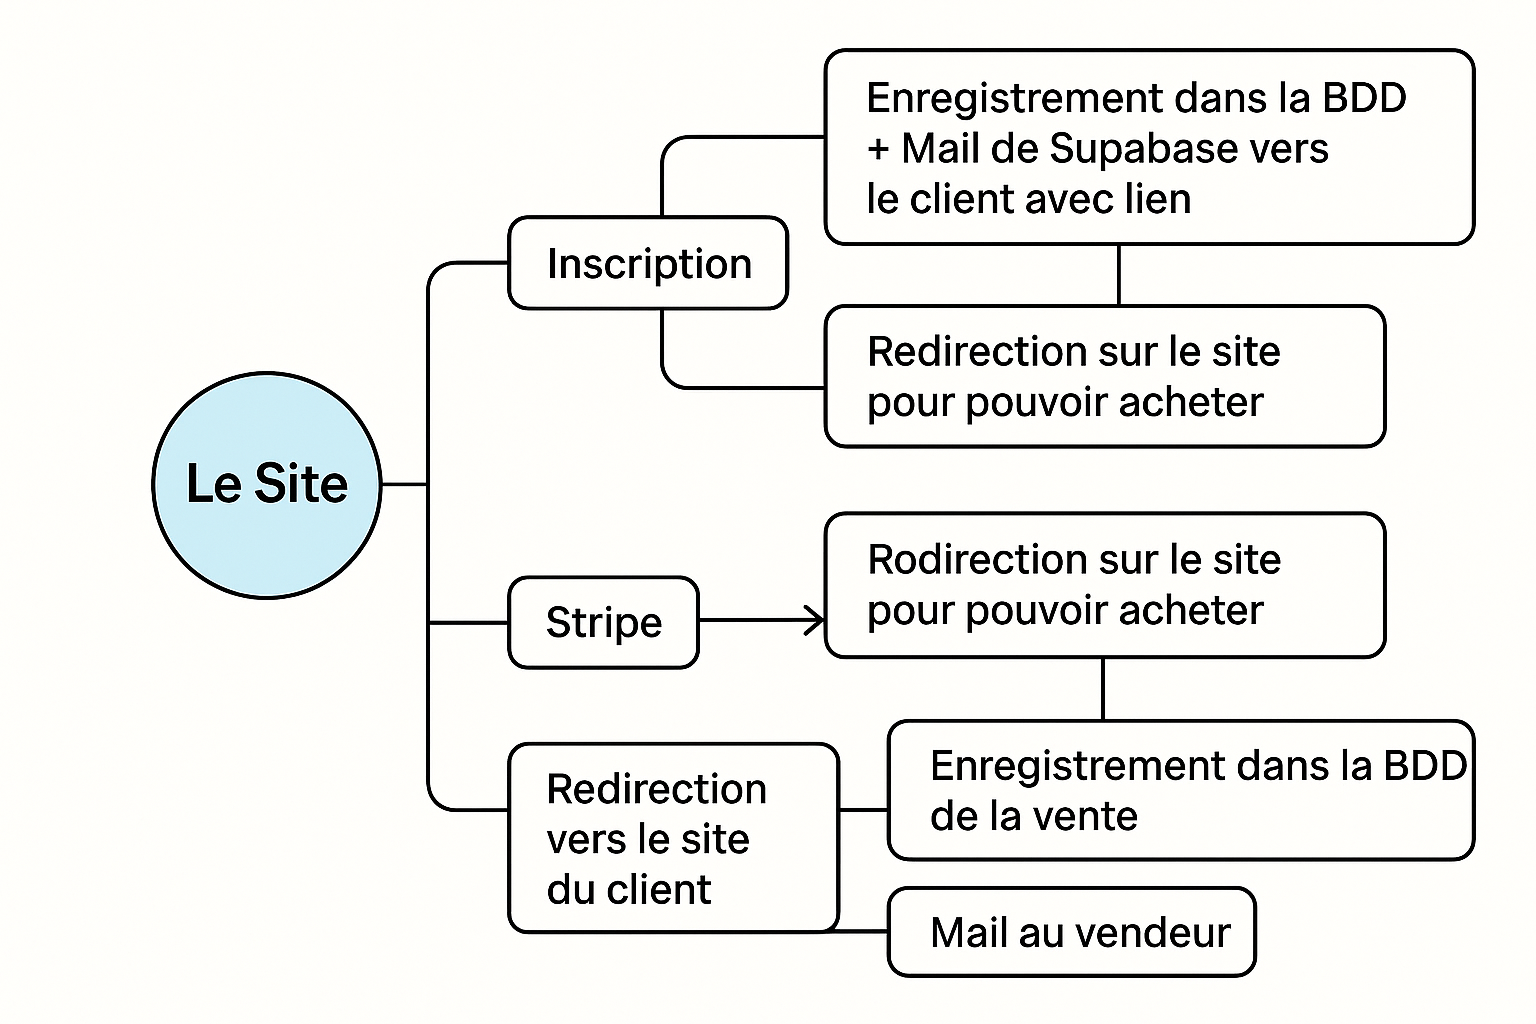 Le Site
Inscription
Enregistrement dans la BDD
+ Mail de Supabase vers
le client avec lien
Redirection sur le site
pour pouvoir acheter
Stripe
Rodirection sur le site
pour pouvoir acheter
Redirection
vers le site
du client
Enregistrement dans la BDD
de la vente
Mail au vendeur